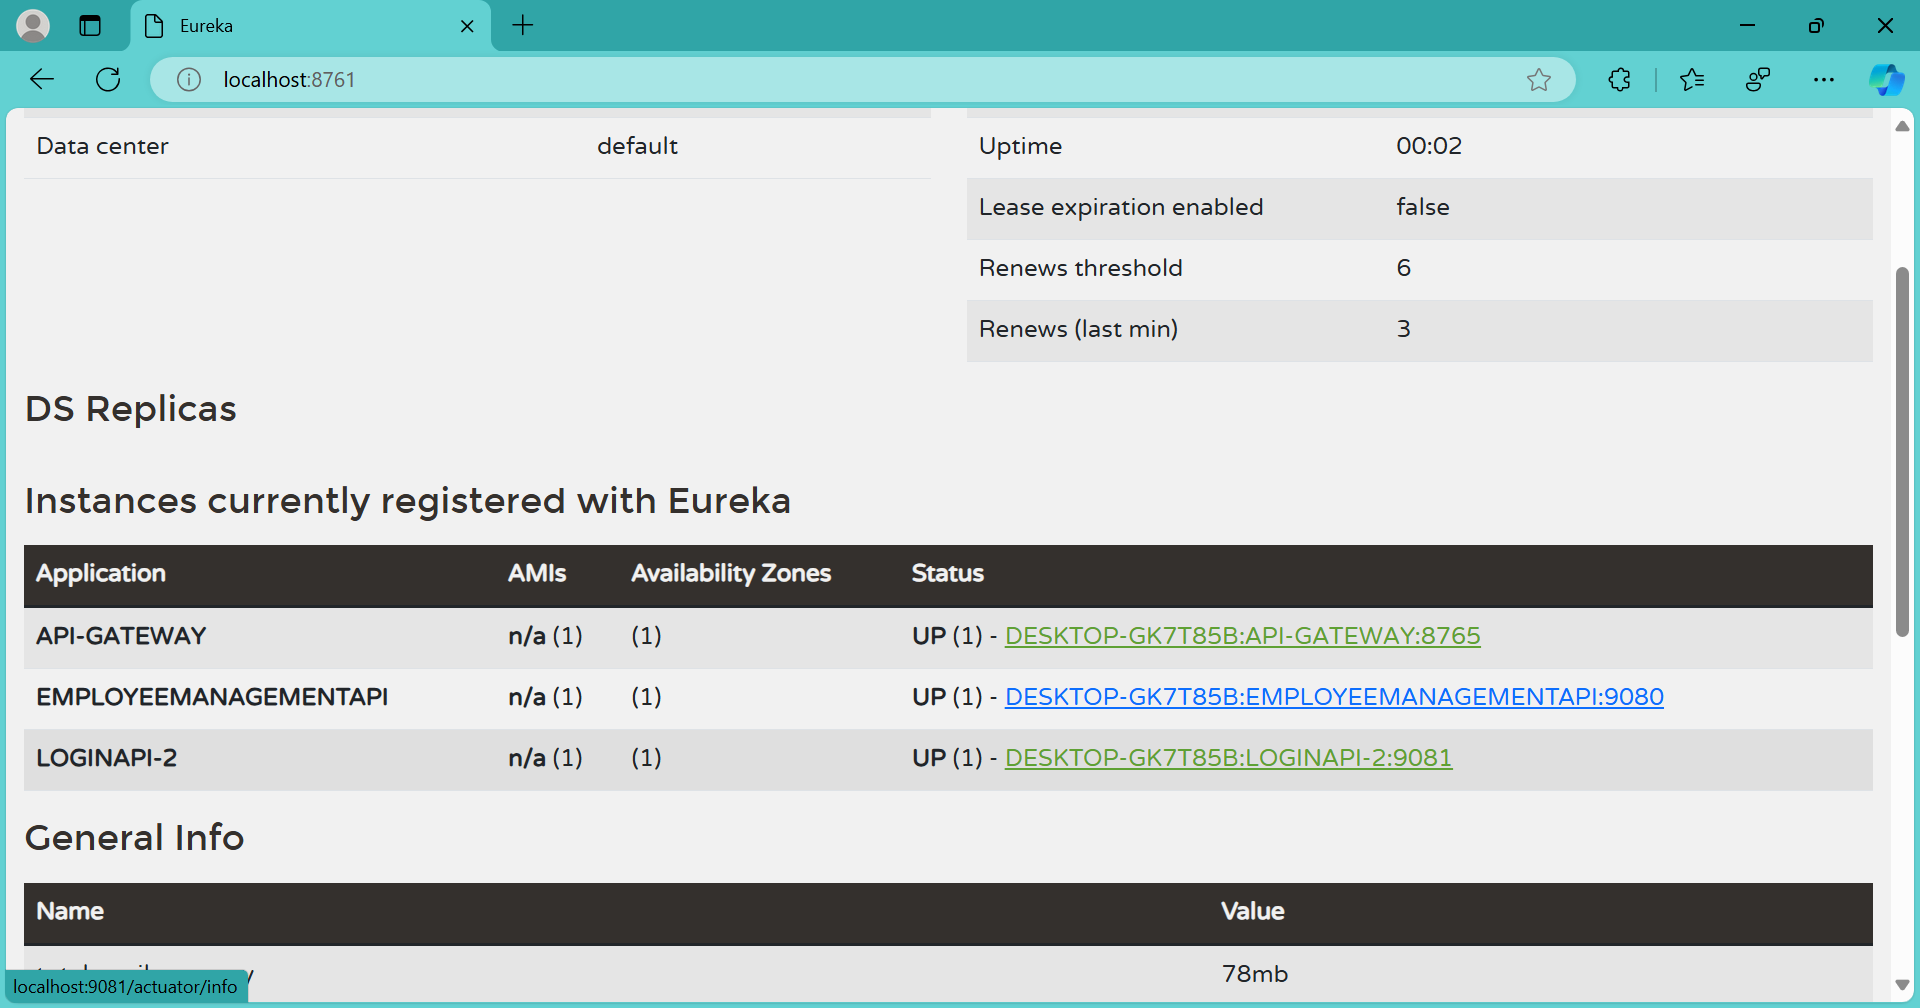 Eureka
localhost:8761
Data center default
Uptime 00:02
Lease expiration enabled false
Renews threshold 6
Renews (last min) 3
DS Replicas
Instances currently registered with Eureka
Application AMIs Availability Zones Status
API-GATEWAY n/a (1) (1) UP (1) - DESKTOP-GK7T85B:API-GATEWAY:8765
EMPLOYEEMANAGEMENTAPI n/a (1) (1) UP (1) - DESKTOP-GK7T85B:EMPLOYEEMANAGEMENTAPI:9080
LOGINAPI-2 n/a (1) (1) UP (1) - DESKTOP-GK7T85B:LOGINAPI-2:9081
General Info
Name Value
78mb
localhost:9081/actuator/info